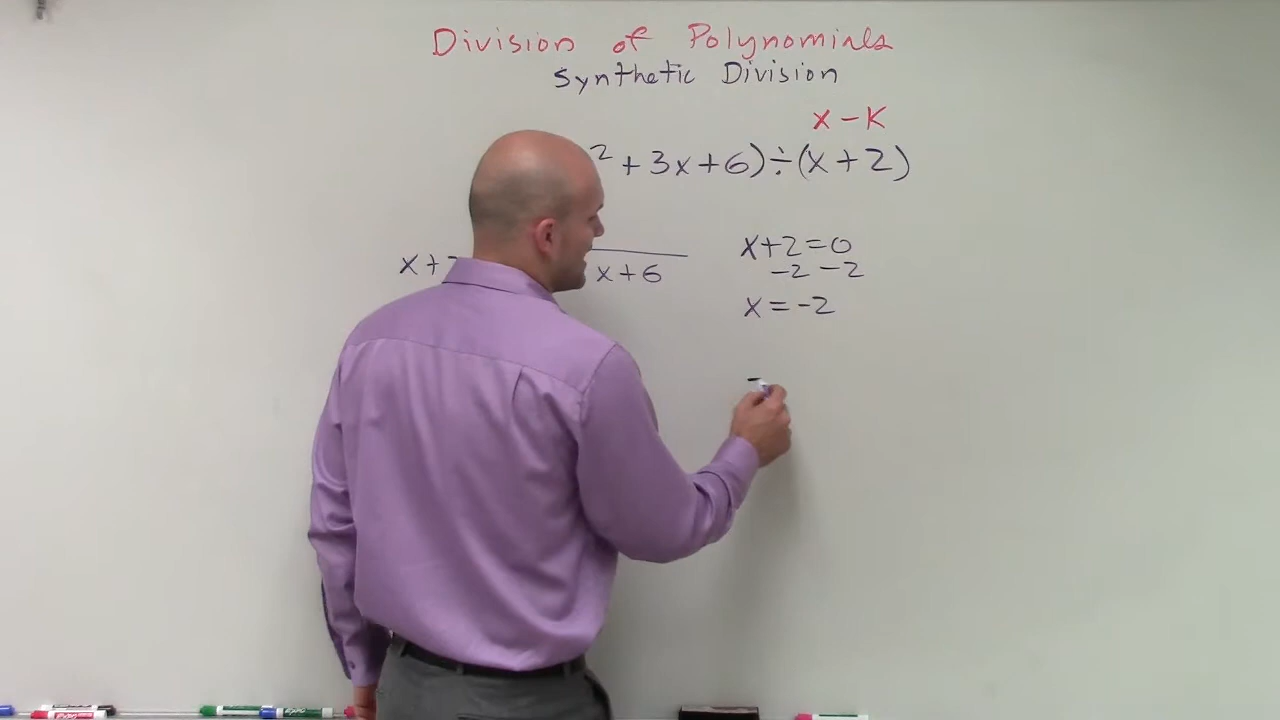 Division of Polynomials
Synthetic Division
x - K
² + 3x + 6) ÷ (x + 2)
x+2=0
-2 -2
x+ x+6
x = -2